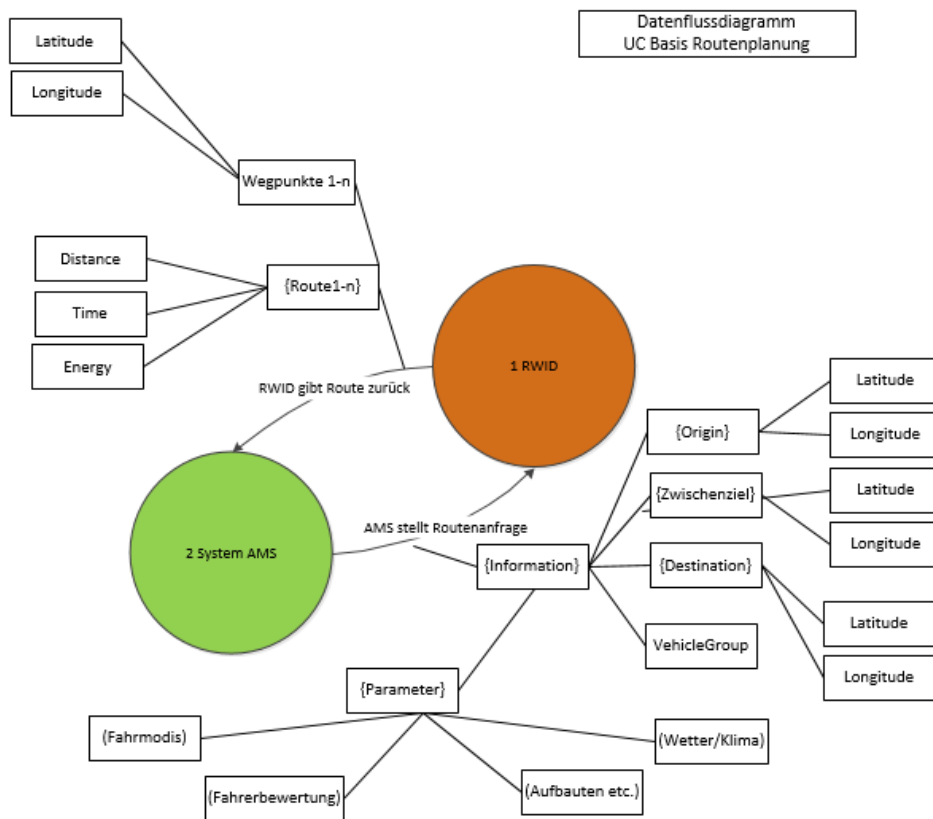 Datenflussdiagramm
UC Basis Routenplanung
Latitude
Longitude
Wegpunkte 1-n
Distance
{Route1-n}
Time
Energy
1 RWID
RWID gibt Route zurück
Latitude
{Origin}
Longitude
{Zwischenziel}
Latitude
AMS stellt Routenanfrage
2 System AMS
Longitude
{Information}
{Destination}
Latitude
VehicleGroup
Longitude
{Parameter}
(Fahrmodis)
(Wetter/Klima)
(Fahrerbewertung)
(Aufbauten etc.)